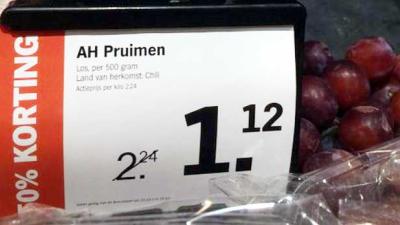 50% KORTING
AH Pruimen
Los, per 500 gram
Land van herkomst: Chili
Actieprijs per kilo 2.24
2.24
1.12